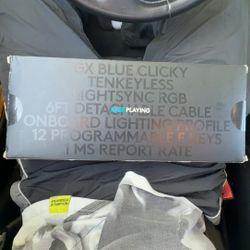 GX BLUE CLICKY
TENKEYLESS
LIGHTSYNC RGB
6FT DETACHABLE CABLE
ONBOARD LIGHTING PROFILE
12 PROGRAMMABLE F KEYS
1 MS REPORT RATE
PLAYING